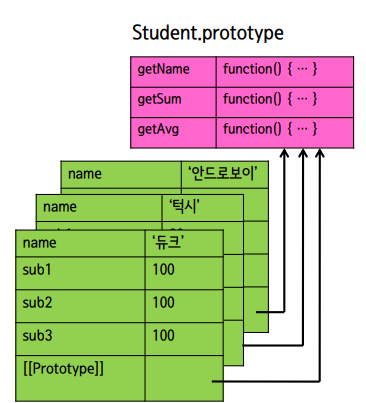 Student.prototype
getName function() { … }
getSum function() { … }
getAvg function() { … }
name '안드로보이'
name '턱시'
name '듀크'
sub1 100
sub2 100
sub3 100
[[Prototype]]